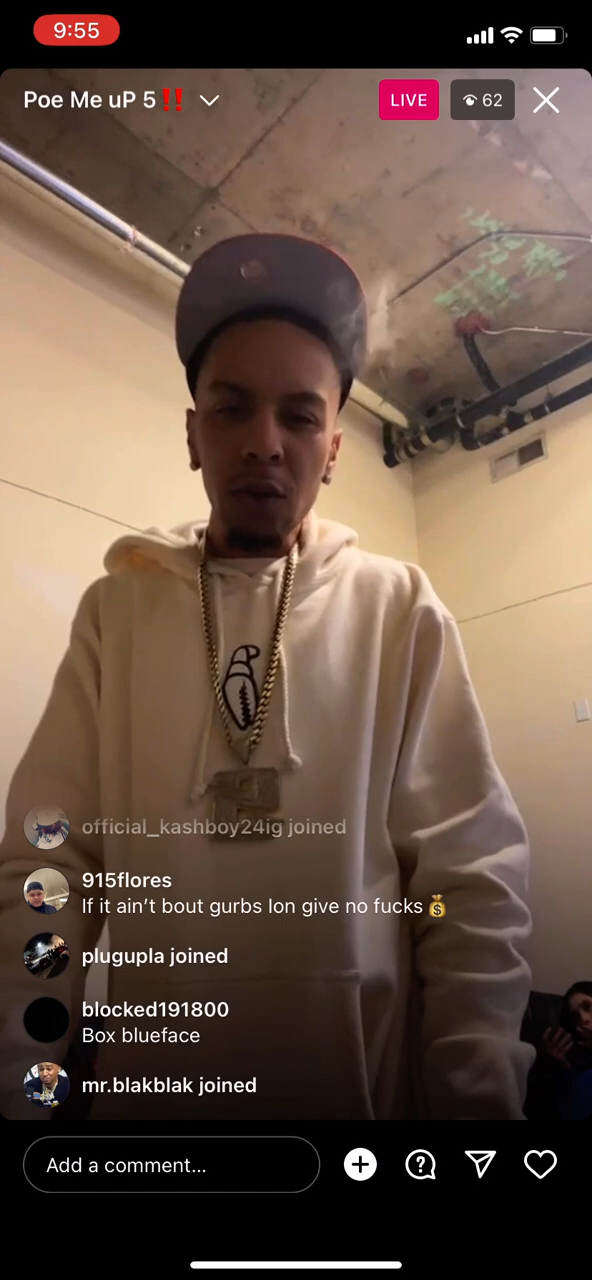 9:55
Poe Me uP 5‼️
LIVE
62
official_kashboy24ig joined
915flores
If it ain't bout gurbs Ion give no fucks 💰
plugupla joined
blocked191800
Box blueface
mr.blakblak joined
Add a comment...